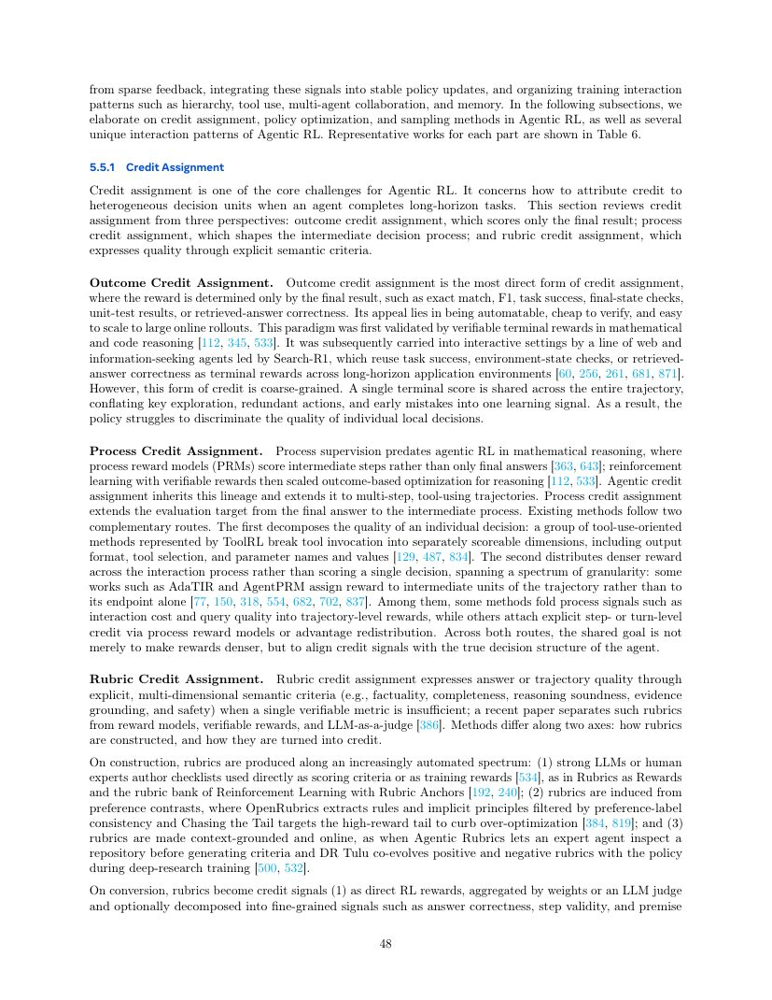 from sparse feedback, integrating these signals into stable policy updates, and organizing training interaction
patterns such as hierarchy, tool use, multi-agent collaboration, and memory. In the following subsections, we
elaborate on credit assignment, policy optimization, and sampling methods in Agentic RL, as well as several
unique interaction patterns of Agentic RL. Representative works for each part are shown in Table 6.
5.5.1 Credit Assignment
Credit assignment is one of the core challenges for Agentic RL. It concerns how to attribute credit to
heterogeneous decision units when an agent completes long-horizon tasks. This section reviews credit
assignment from three perspectives: outcome credit assignment, which scores only the final result; process
credit assignment, which shapes the intermediate decision process; and rubric credit assignment, which
expresses quality through explicit semantic criteria.
Outcome Credit Assignment. Outcome credit assignment is the most direct form of credit assignment,
where the reward is determined only by the final result, such as exact match, F1, task success, final-state checks,
unit-test results, or retrieved-answer correctness. Its appeal lies in being automatable, cheap to verify, and easy
to scale to large online rollouts. This paradigm was first validated by verifiable terminal rewards in mathematical
and code reasoning [112, 345, 533]. It was subsequently carried into interactive settings by a line of web and
information-seeking agents led by Search-R1, which reuse task success, environment-state checks, or retrieved-
answer correctness as terminal rewards across long-horizon application environments [60, 256, 261, 681, 871].
However, this form of credit is coarse-grained. A single terminal score is shared across the entire trajectory,
conflating key exploration, redundant actions, and early mistakes into one learning signal. As a result, the
policy struggles to discriminate the quality of individual local decisions.
Process Credit Assignment. Process supervision predates agentic RL in mathematical reasoning, where
process reward models (PRMs) score intermediate steps rather than only final answers [363, 643]; reinforcement
learning with verifiable rewards then scaled outcome-based optimization for reasoning [112, 533]. Agentic credit
assignment inherits this lineage and extends it to multi-step, tool-using trajectories. Process credit assignment
extends the evaluation target from the final answer to the intermediate process. Existing methods follow two
complementary routes. The first decomposes the quality of an individual decision: a group of tool-use-oriented
methods represented by ToolRL break tool invocation into separately scoreable dimensions, including output
format, tool selection, and parameter names and values [129, 487, 834]. The second distributes denser reward
across the interaction process rather than scoring a single decision, spanning a spectrum of granularity: some
works such as AdaTIR and AgentPRM assign reward to intermediate units of the trajectory rather than to
its endpoint alone [77, 150, 318, 554, 682, 702, 837]. Among them, some methods fold process signals such as
interaction cost and query quality into trajectory-level rewards, while others attach explicit step- or turn-level
credit via process reward models or advantage redistribution. Across both routes, the shared goal is not
merely to make rewards denser, but to align credit signals with the true decision structure of the agent.
Rubric Credit Assignment. Rubric credit assignment expresses answer or trajectory quality through
explicit, multi-dimensional semantic criteria (e.g., factuality, completeness, reasoning soundness, evidence
grounding, and safety) when a single verifiable metric is insufficient; a recent paper separates such rubrics
from reward models, verifiable rewards, and LLM-as-a-judge [386]. Methods differ along two axes: how rubrics
are constructed, and how they are turned into credit.
On construction, rubrics are produced along an increasingly automated spectrum: (1) strong LLMs or human
experts author checklists used directly as scoring criteria or as training rewards [534], as in Rubrics as Rewards
and the rubric bank of Reinforcement Learning with Rubric Anchors [192, 240]; (2) rubrics are induced from
preference contrasts, where OpenRubrics extracts rules and implicit principles filtered by preference-label
consistency and Chasing the Tail targets the high-reward tail to curb over-optimization [384, 819]; and (3)
rubrics are made context-grounded and online, as when Agentic Rubrics lets an expert agent inspect a
repository before generating criteria and DR Tulu co-evolves positive and negative rubrics with the policy
during deep-research training [500, 532].
On conversion, rubrics become credit signals (1) as direct RL rewards, aggregated by weights or an LLM judge
and optionally decomposed into fine-grained signals such as answer correctness, step validity, and premise
48